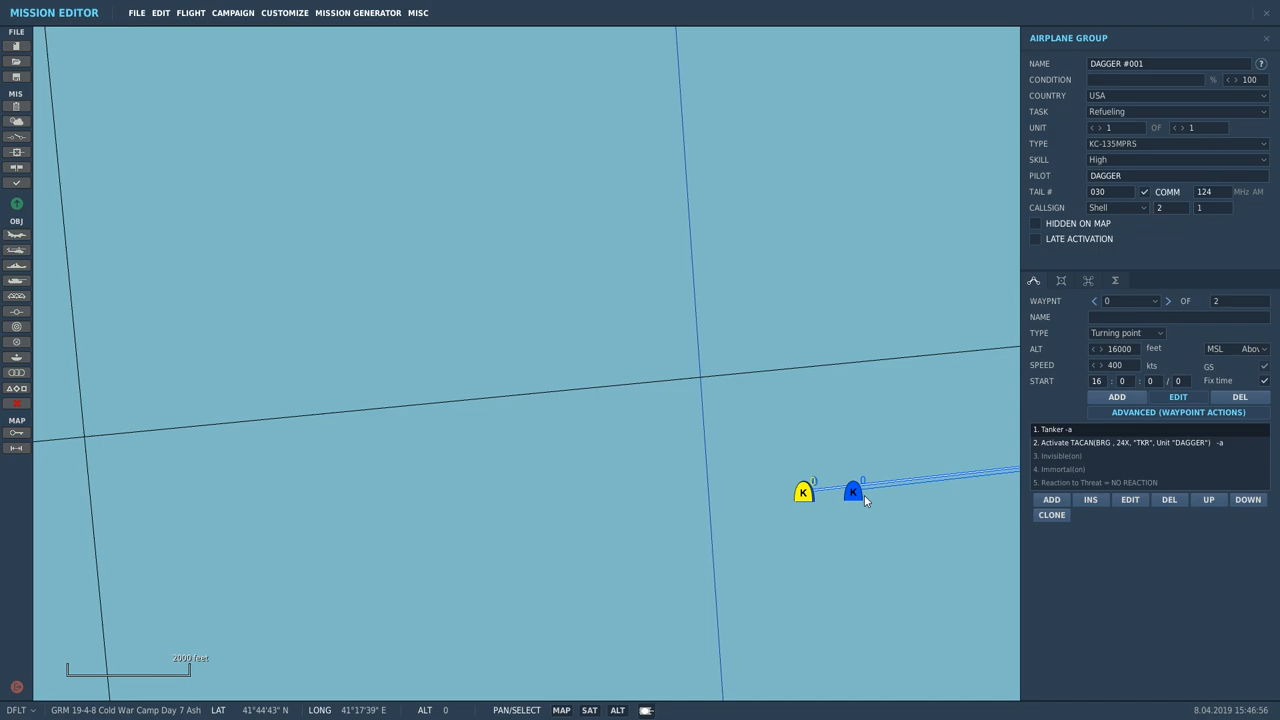 MISSION EDITOR
FILE EDIT FLIGHT CAMPAIGN CUSTOMIZE MISSION GENERATOR MISC
FILE
MIS
OBJ
MAP
K 0
K 0
2000 feet
AIRPLANE GROUP
NAME DAGGER #001 ?
CONDITION % < > 100
COUNTRY USA
TASK Refueling
UNIT < > 1 OF < > 1
TYPE KC-135MPRS
SKILL High
PILOT DAGGER
TAIL # 030 COMM 124 MHz AM
CALLSIGN Shell 2 1
HIDDEN ON MAP
LATE ACTIVATION
WAYPNT < 0 > OF 2
NAME
TYPE Turning point
ALT < > 16000 feet MSL Abov
SPEED < > 400 kts GS
START 16 : 0 : 0 / 0 Fix time
ADD EDIT DEL
ADVANCED (WAYPOINT ACTIONS)
1. Tanker -a
2. Activate TACAN(BRG , 24X, "TKR", Unit "DAGGER") -a
3. Invisible(on)
4. Immortal(on)
5. Reaction to Threat = NO REACTION
ADD INS EDIT DEL UP DOWN
CLONE
DFLT GRM 19-4-8 Cold War Camp Day 7 Ash LAT 41°44'43" N LONG 41°17'39" E ALT 0 PAN/SELECT MAP SAT ALT 8.04.2019 15:46:56